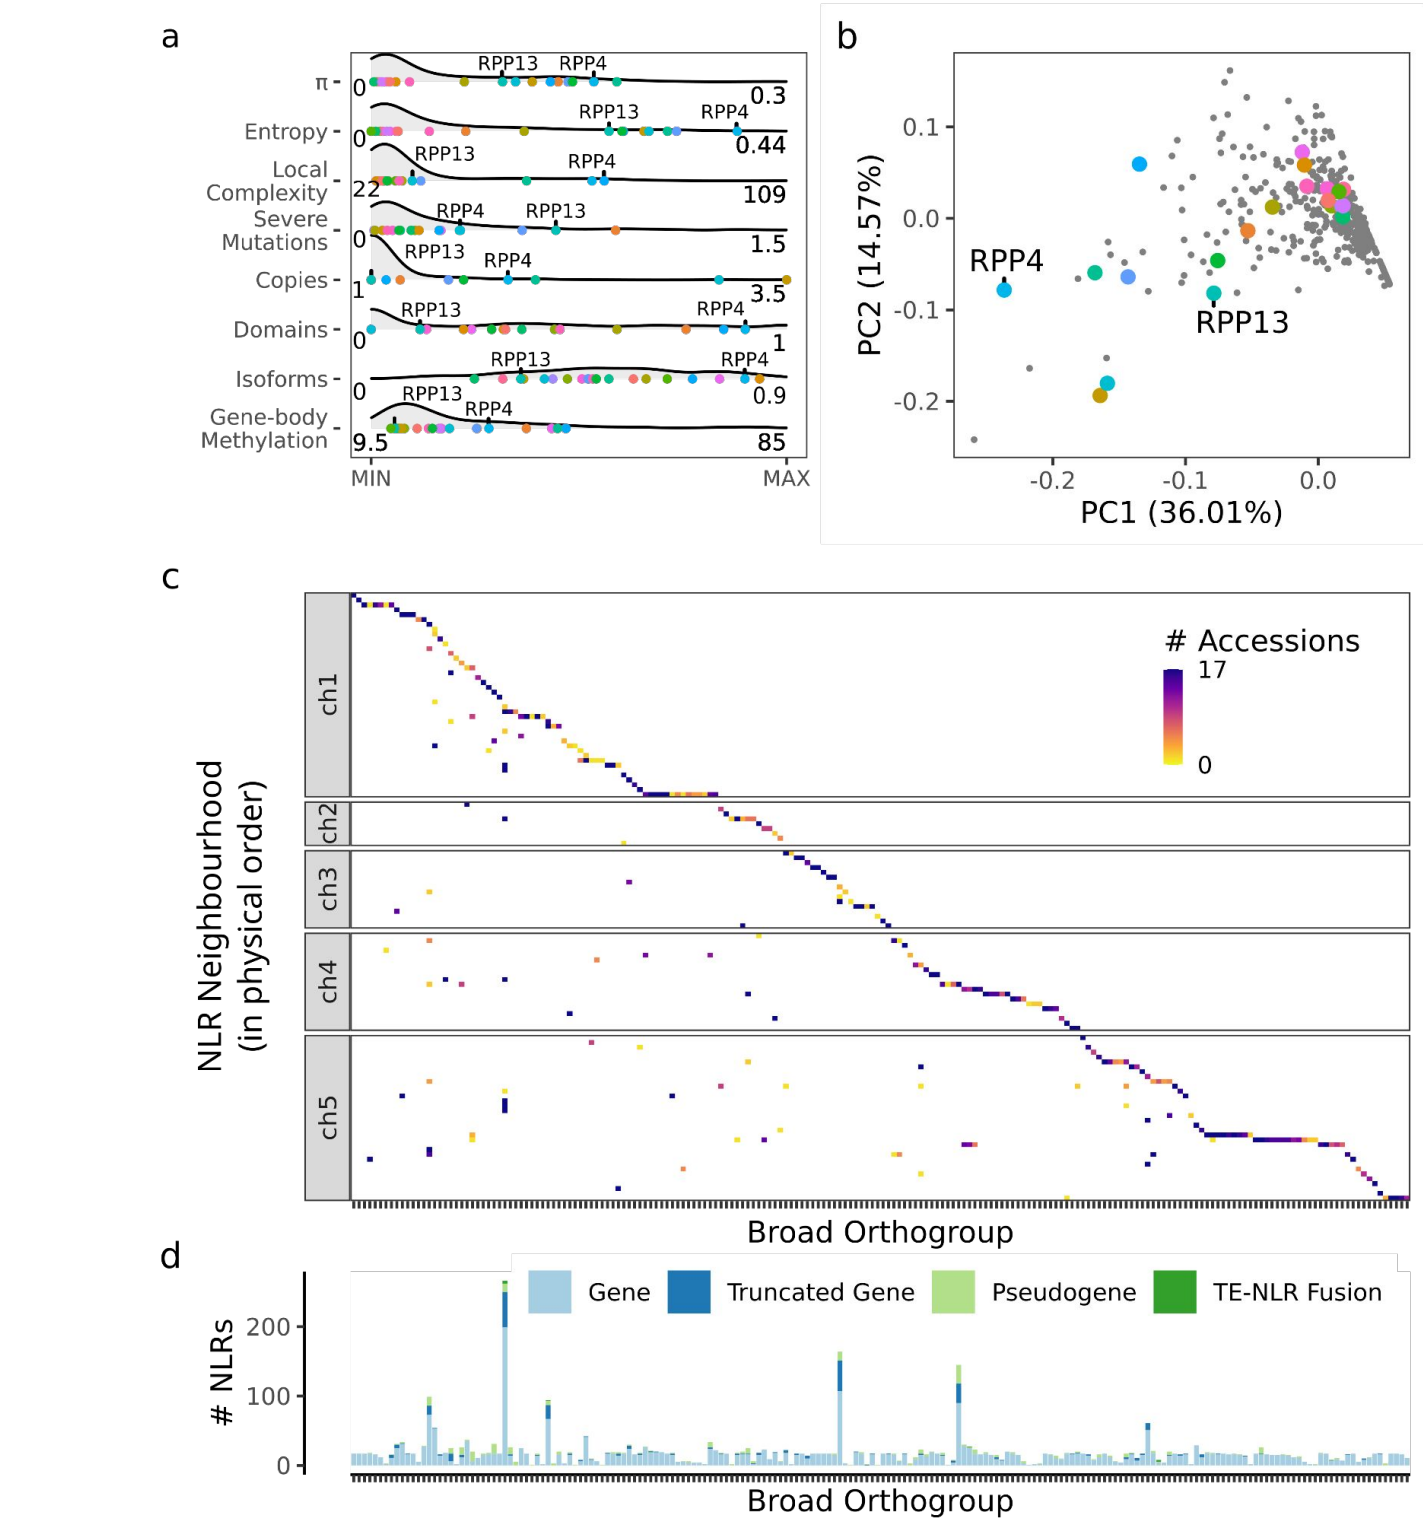 a
π
0
RPP13
RPP4
0.3
Entropy
0
RPP13
RPP4
0.44
Local
Complexity
22
RPP13
RPP4
109
Severe
Mutations
0
RPP4
RPP13
1.5
Copies
1
RPP13
RPP4
3.5
Domains
0
RPP13
RPP4
1
Isoforms
0
RPP13
RPP4
0.9
Gene-body
Methylation
9.5
RPP13
RPP4
85
MIN
MAX
b
PC2 (14.57%)
0.1
0.0
-0.1
-0.2
RPP4
RPP13
-0.2
-0.1
0.0
PC1 (36.01%)
c
NLR Neighbourhood
(in physical order)
ch1
ch2
ch3
ch4
ch5
# Accessions
17
0
Broad Orthogroup
d
# NLRs
200
100
0
Gene
Truncated Gene
Pseudogene
TE-NLR Fusion
Broad Orthogroup